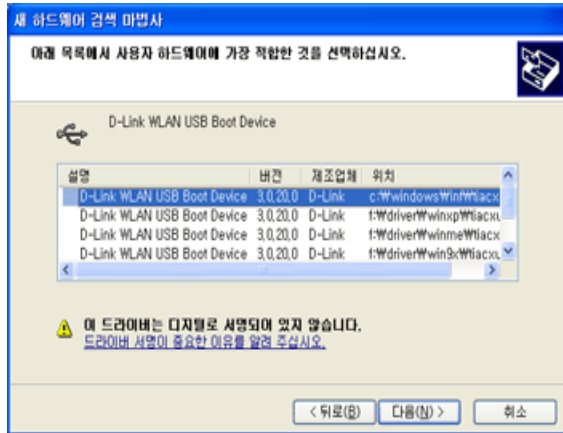 새 하드웨어 검색 마법사
아래 목록에서 사용자 하드웨어에 가장 적합한 것을 선택하십시오.
D-Link WLAN USB Boot Device
설명 버전 제조업체 위치
D-Link WLAN USB Boot Device 3,0,20,0 D-Link c:₩windows₩inf₩tiacx
D-Link WLAN USB Boot Device 3,0,20,0 D-Link f:₩driver₩winxp₩tiacxu
D-Link WLAN USB Boot Device 3,0,20,0 D-Link f:₩driver₩winme₩tiacx
D-Link WLAN USB Boot Device 3,0,20,0 D-Link f:₩driver₩win9x₩tiacxu
이 드라이버는 디지털로 서명되어 있지 않습니다.
드라이버 서명이 중요한 이유를 알려 주십시오.
< 뒤로(B) 다음(N) > 취소